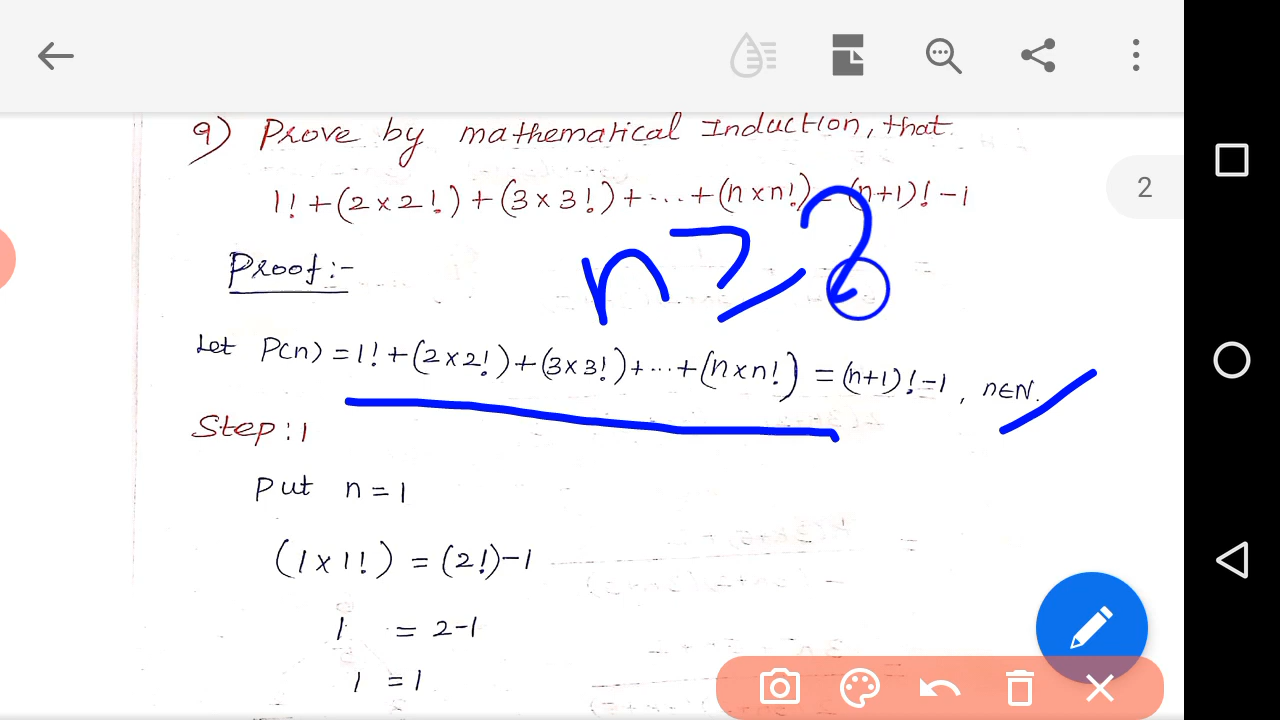 9) Prove by mathematical Induction, that.
1! + (2 × 2!) + (3 × 3!) + ... + (n × n!) = (n+1)! - 1
2
n ≥ 2
Proof :-
Let P(n) = 1! + (2 × 2!) + (3 × 3!) + ... + (n × n!) = (n+1)! - 1, n∈N.
Step : 1
Put n = 1
(1 × 1!) = (2!) - 1
1 = 2 - 1
1 = 1